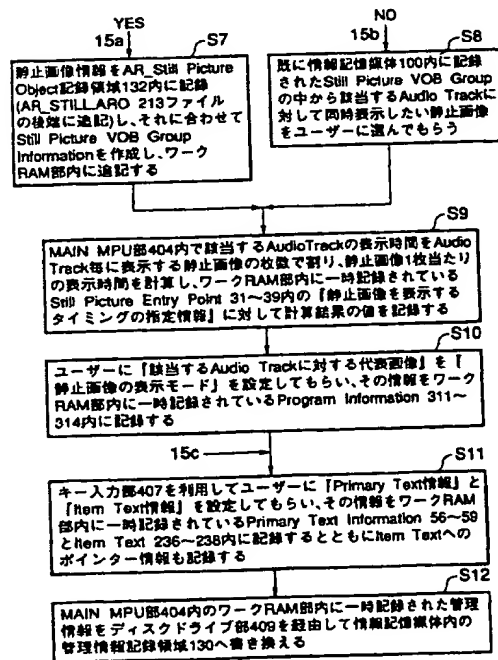 YES
15a
S7
静止画像情報をAR_Still Picture
Object記録領域132内に記録
(AR_STILL.ARO 213ファイル
の後端に追記)し、それに合わせて
Still Picture VOB Group
Informationを作成し、ワーク
RAM部内に追記する
NO
15b
S8
既に情報記憶媒体100内に記
録されたStill Picture VOB Group
の中から該当するAudio Trackに
対して同時表示したい静止画像
をユーザーに選んでもらう
S9
MAIN MPU部404内で該当するAudioTrackの表示時間をAudio
Track毎に表示する静止画像の枚数で割り、静止画像1枚当たり
の表示時間を計算し、ワークRAM部内に一時記録されている
Still Picture Entry Point 31~39内の『静止画像を表示する
タイミングの指定情報』に対して計算結果の値を記録する
S10
ユーザーに『該当するAudio Trackに対する代表画像』を『
静止画像の表示モード』を設定してもらい、その情報をワーク
RAM部内に一時記録されているProgram Information 311~
314内に記録する
15c
S11
キー入力部407を利用してユーザーに『Primary Text情報』と
『Item Text情報』を設定してもらい、その情報をワークRAM
部内に一時記録されているPrimary Text Information 56~59
とItem Text 236~238内に記録するとともにItem Textへの
ポインター情報も記録する
S12
MAIN MPU部404内のワークRAM部内に一時記録された管理
情報をディスクドライブ部409を経由して情報記憶媒体内の
管理情報記録領域130へ書き換える